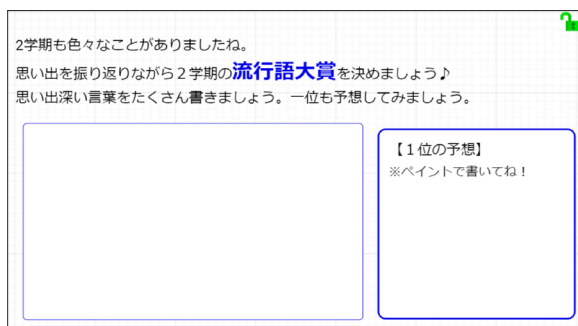 2学期も色々なことがありましたね。
思い出を振り返りながら２学期の流行語大賞を決めましょう♪
思い出深い言葉をたくさん書きましょう。一位も予想してみましょう。
【１位の予想】
※ペイントで書いてね！